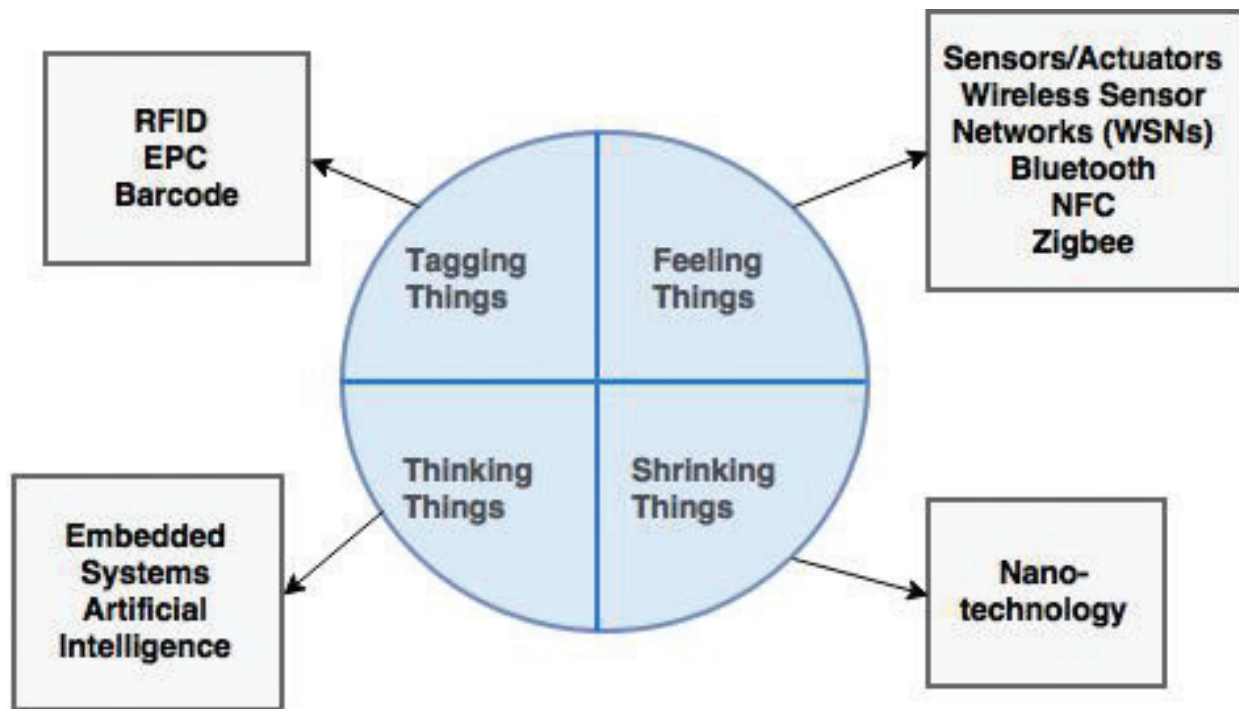 RFID
EPC
Barcode
Sensors/Actuators
Wireless Sensor
Networks (WSNs)
Bluetooth
NFC
Zigbee
Tagging
Things
Feeling
Things
Thinking
Things
Shrinking
Things
Embedded
Systems
Artificial
Intelligence
Nano-
technology